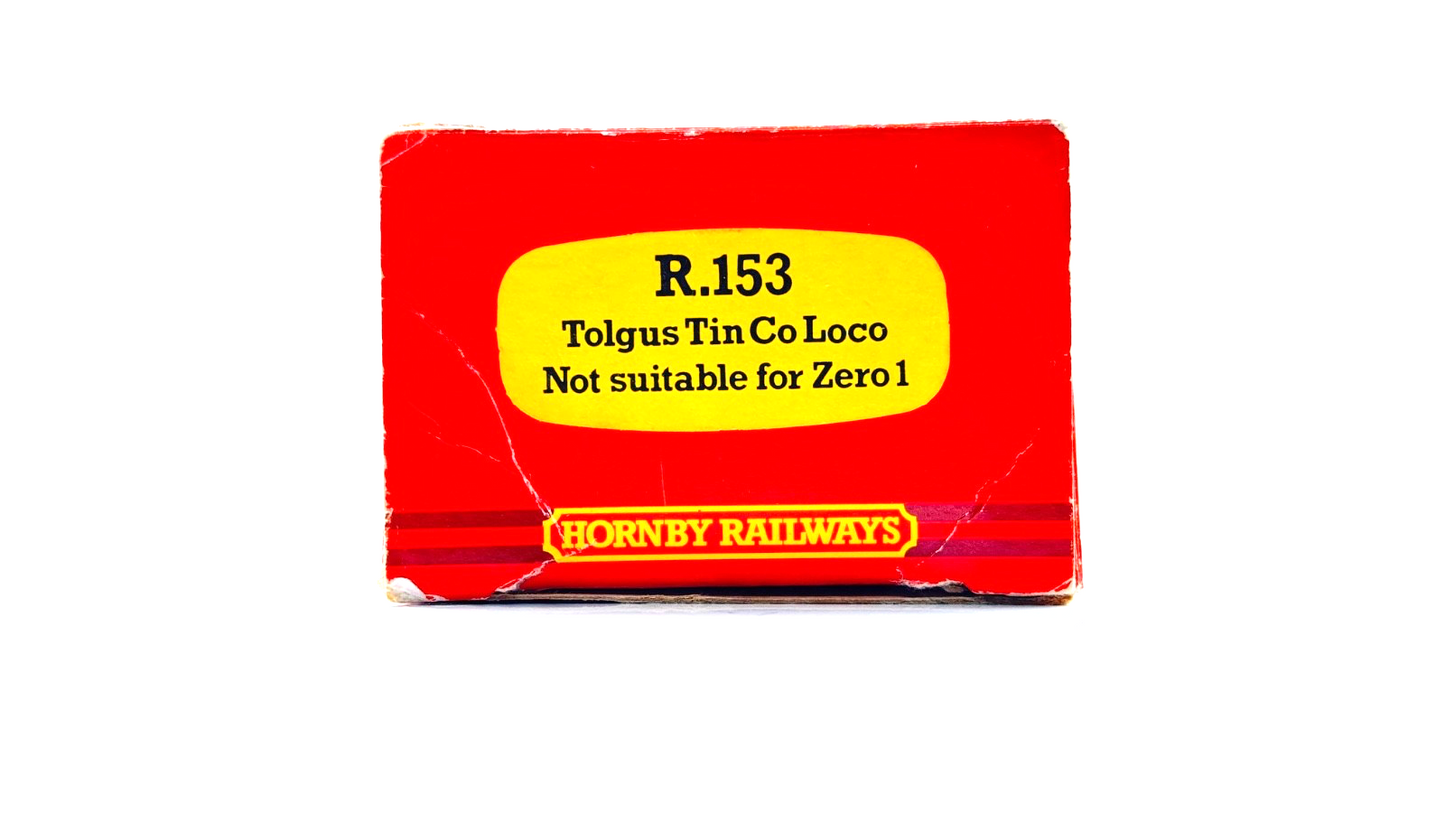 R.153
Tolgus Tin Co Loco
Not suitable for Zero 1
HORNBY RAILWAYS